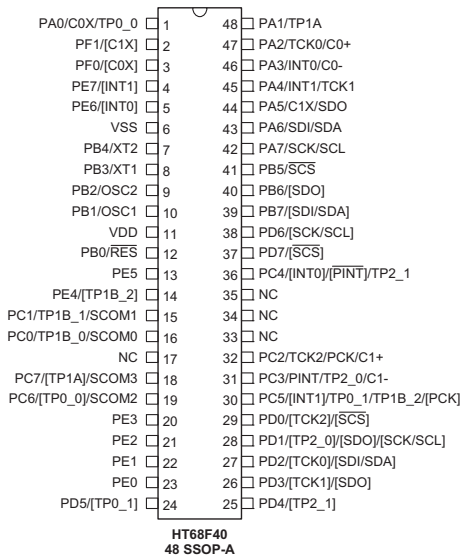 PA0/C0X/TP0_0 1 48 PA1/TP1A
PF1/[C1X] 2 47 PA2/TCK0/C0+
PF0/[C0X] 3 46 PA3/INT0/C0-
PE7/[INT1] 4 45 PA4/INT1/TCK1
PE6/[INT0] 5 44 PA5/C1X/SDO
VSS 6 43 PA6/SDI/SDA
PB4/XT2 7 42 PA7/SCK/SCL
PB3/XT1 8 41 PB5/SCS
PB2/OSC2 9 40 PB6/[SDO]
PB1/OSC1 10 39 PB7/[SDI/SDA]
VDD 11 38 PD6/[SCK/SCL]
PB0/RES 12 37 PD7/[SCS]
PE5 13 36 PC4/[INT0]/[PINT]/TP2_1
PE4/[TP1B_2] 14 35 NC
PC1/TP1B_1/SCOM1 15 34 NC
PC0/TP1B_0/SCOM0 16 33 NC
NC 17 32 PC2/TCK2/PCK/C1+
PC7/[TP1A]/SCOM3 18 31 PC3/PINT/TP2_0/C1-
PC6/[TP0_0]/SCOM2 19 30 PC5/[INT1]/TP0_1/TP1B_2/[PCK]
PE3 20 29 PD0/[TCK2]/[SCS]
PE2 21 28 PD1/[TP2_0]/[SDO]/[SCK/SCL]
PE1 22 27 PD2/[TCK0]/[SDI/SDA]
PE0 23 26 PD3/[TCK1]/[SDO]
PD5/[TP0_1] 24 25 PD4/[TP2_1]
HT68F40
48 SSOP-A